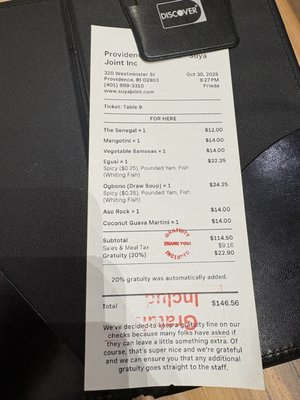 DISCOVER
Providence Suya
Joint Inc
320 Westminster St
Providence, RI 02903
(401) 999-3310
www.suyajoint.com
Oct 30, 2025
8:27 PM
Frieda
Ticket: Table 9
FOR HERE
The Senegal × 1 $12.00
Mangotini × 1 $14.00
Vegetable Samosas × 1 $14.00
Egusi × 1 $22.25
Spicy ($0.25), Pounded Yam, Fish
(Whiting Fish)
Ogbono (Draw Soup) × 1 $24.25
Spicy ($0.25), Pounded Yam, Fish
(Whiting Fish)
Aso Rock × 1 $14.00
Coconut Guava Martini × 1 $14.00
Subtotal $114.50
Sales & Meal Tax $9.16
Gratuity (20%) $22.90
GRATUITY
THANK YOU!
INCLUDED
20% gratuity was automatically added.
Total $146.56
Gratui
Includ
We've decided to keep a gratuity line on our
checks because many folks have asked if
they can leave a little something extra. Of
course, that's super nice and we're grateful
and we can ensure you that any additional
gratuity goes straight to the staff.